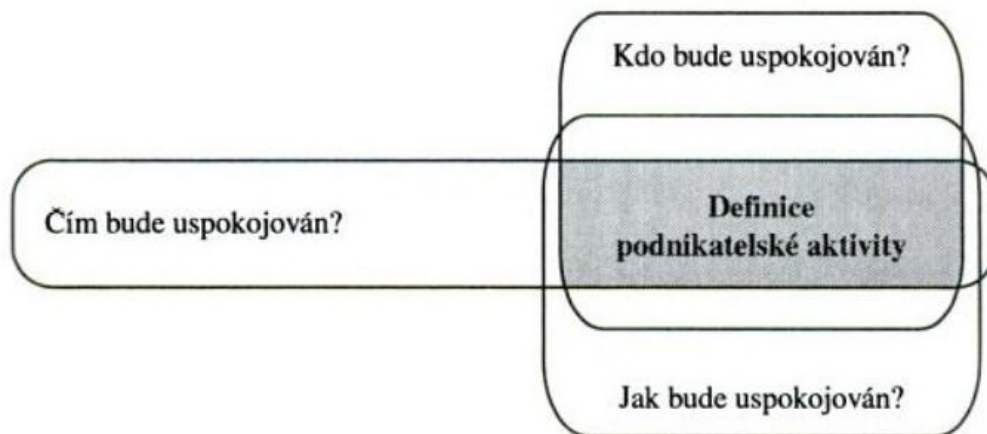 Kdo bude uspokojován?
Čím bude uspokojován?
Definice
podnikatelské aktivity
Jak bude uspokojován?